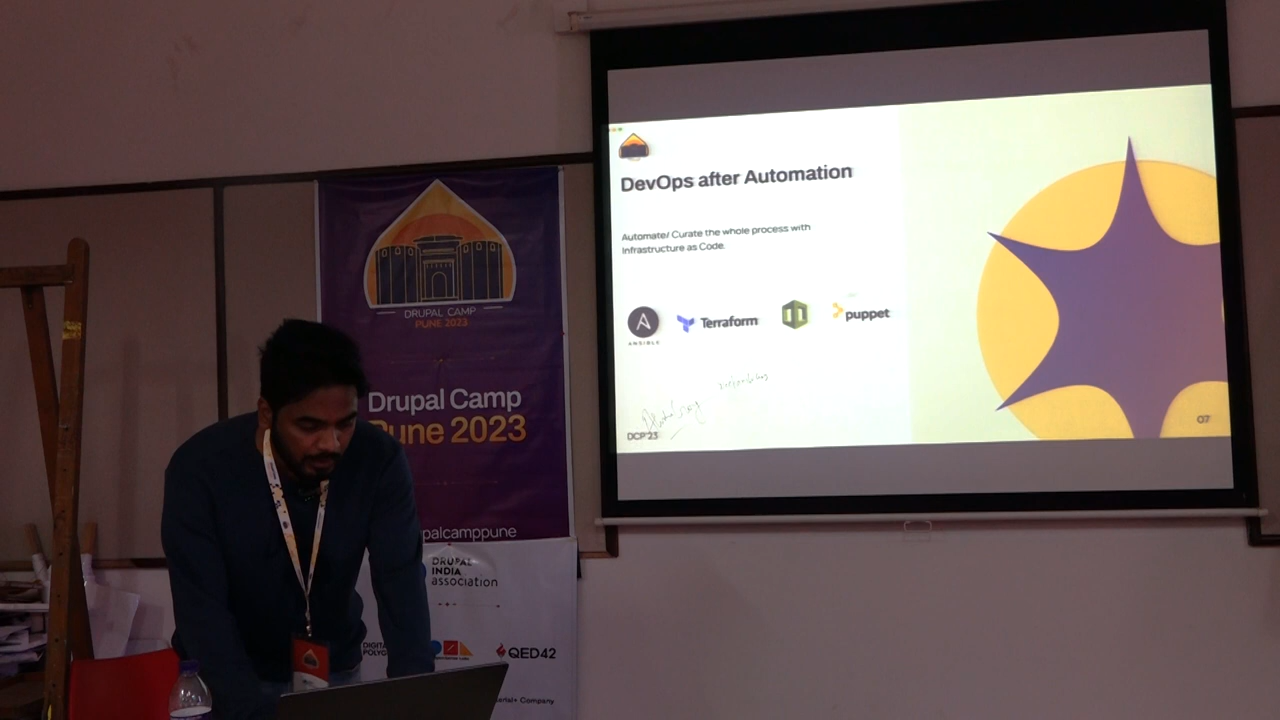 DRUPAL CAMP
PUNE 2023
Drupal Camp
Pune 2023
palcamppune
DRUPAL
INDIA
association
QED42
Company
DevOps after Automation
Automate/ Curate the whole process with
Infrastructure as Code.
ANSIBLE
Terraform
puppet
DCP'23
07